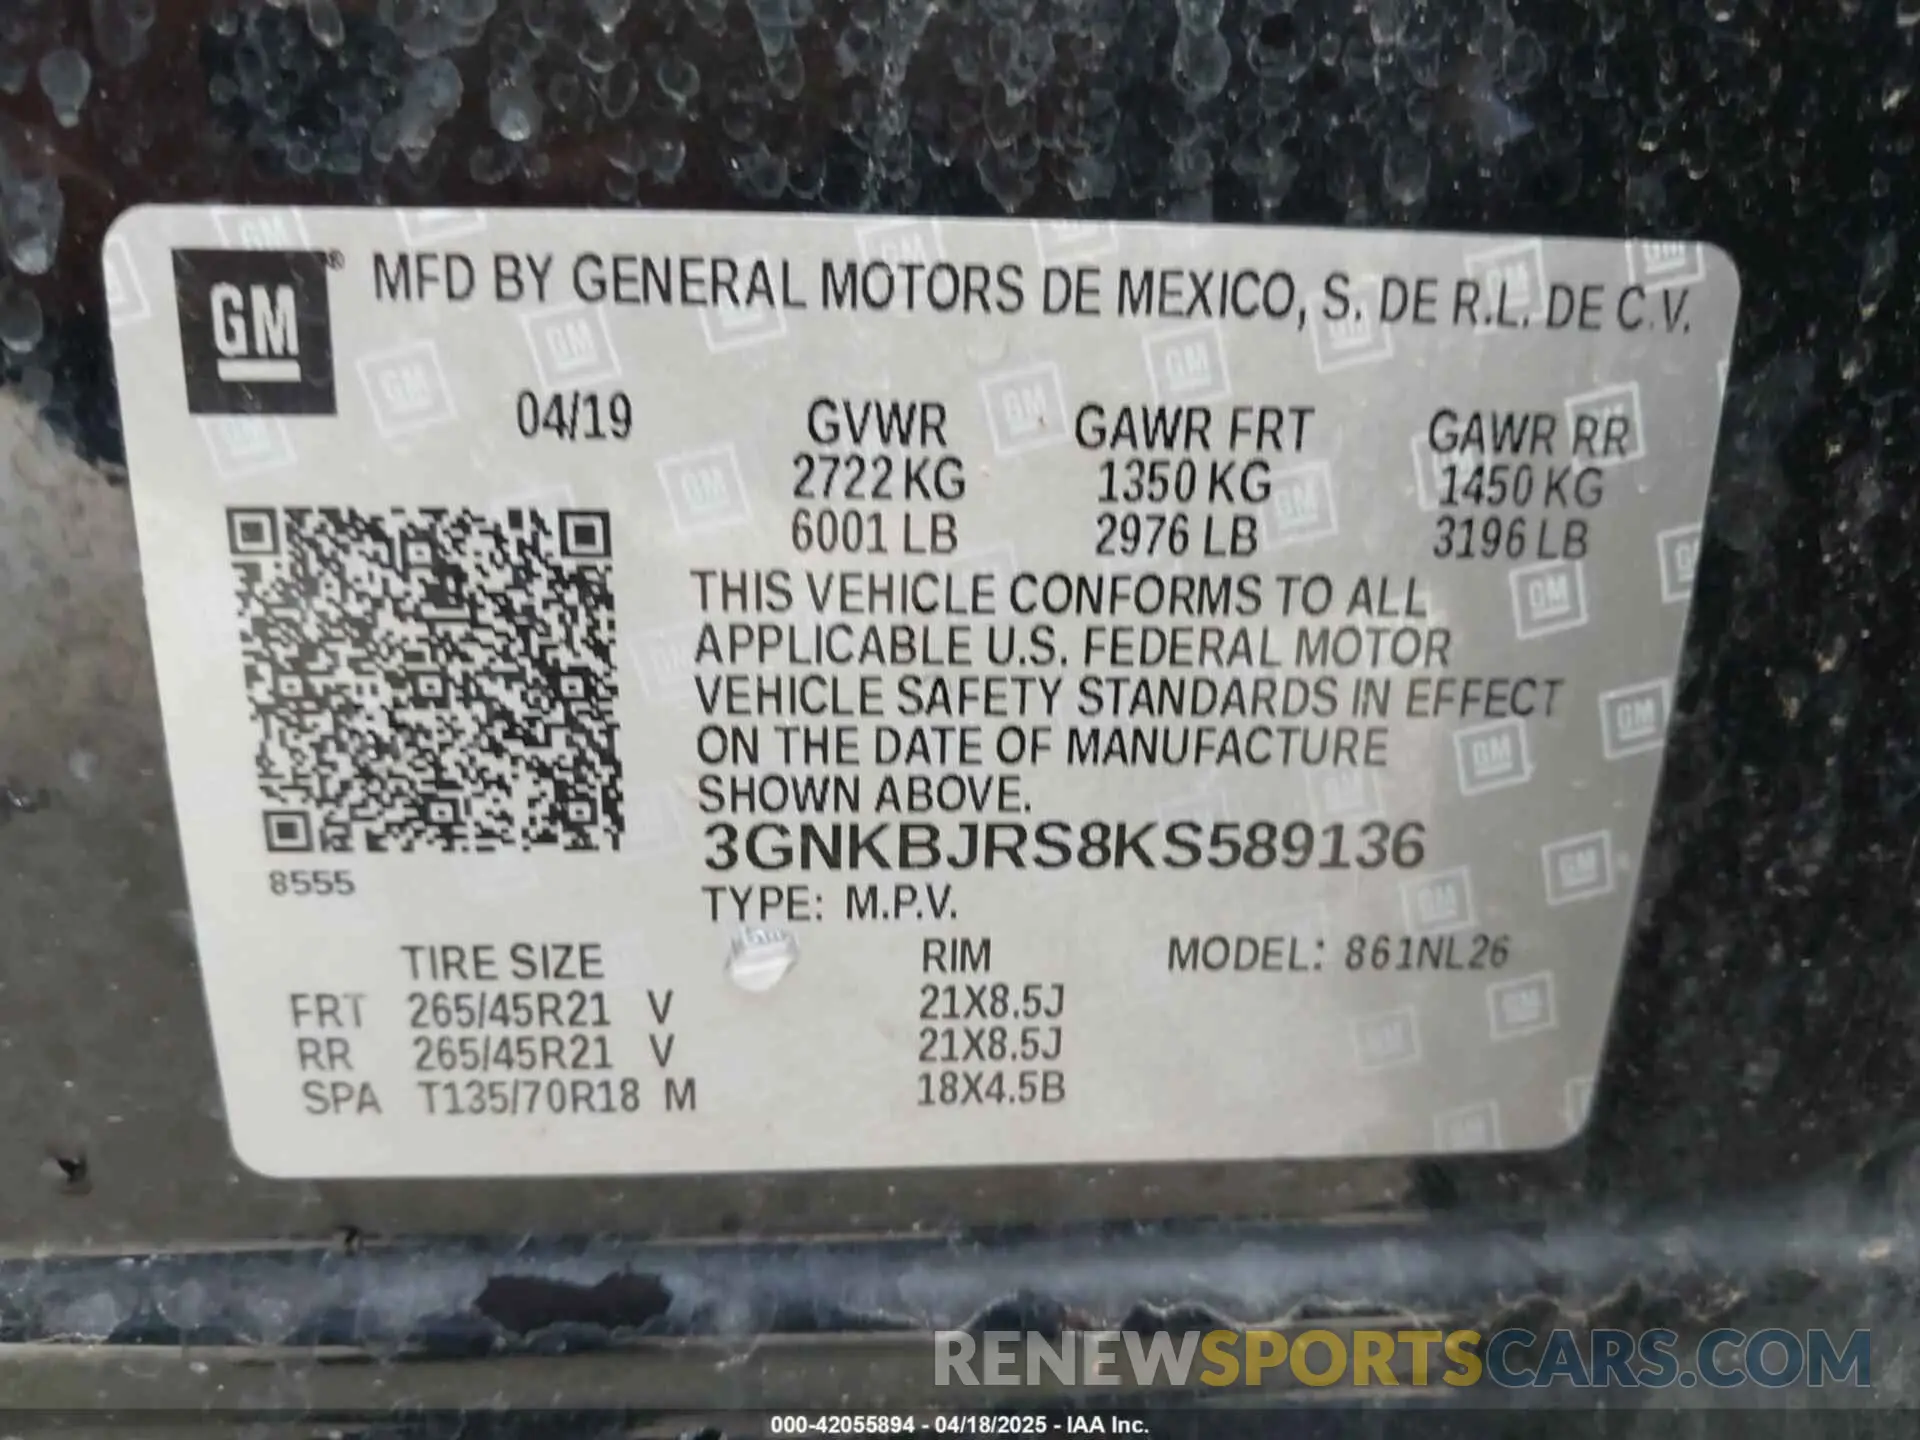 GM ® MFD BY GENERAL MOTORS DE MEXICO, S. DE R.L. DE C.V.
04/19 GVWR GAWR FRT GAWR RR
2722 KG 1350 KG 1450 KG
6001 LB 2976 LB 3196 LB
THIS VEHICLE CONFORMS TO ALL
APPLICABLE U.S. FEDERAL MOTOR
VEHICLE SAFETY STANDARDS IN EFFECT
ON THE DATE OF MANUFACTURE
SHOWN ABOVE.
3GNKBJRS8KS589136
8555
TYPE: M.P.V.
TIRE SIZE RIM MODEL: 861NL26
FRT 265/45R21 V 21X8.5J
RR 265/45R21 V 21X8.5J
SPA T135/70R18 M 18X4.5B
RENEWSPORTSCARS.COM
000-42055894 - 04/18/2025 - IAA Inc.